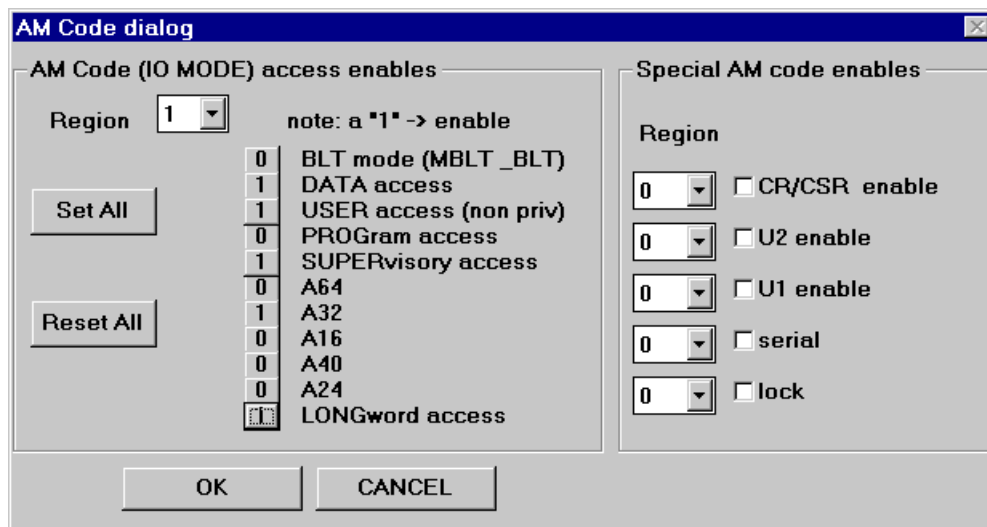 AM Code dialog
AM Code (IO MODE) access enables
Region 1 note: a "1" -> enable
0 BLT mode (MBLT _BLT)
1 DATA access
1 USER access (non priv)
0 PROGram access
1 SUPERvisory access
0 A64
1 A32
0 A16
0 A40
0 A24
1 LONGword access
Set All
Reset All
Special AM code enables
Region
0 CR/CSR enable
0 U2 enable
0 U1 enable
0 serial
0 lock
OK CANCEL